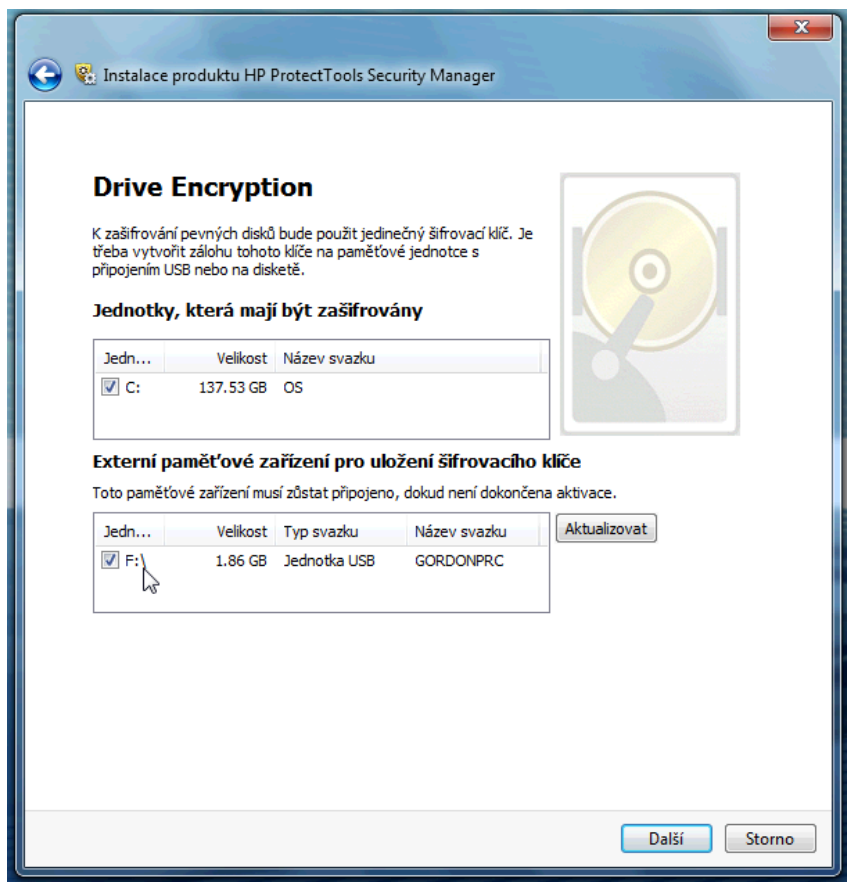 Instalace produktu HP ProtectTools Security Manager
Drive Encryption
K zašifrování pevných disků bude použit jedinečný šifrovací klíč. Je
třeba vytvořit zálohu tohoto klíče na paměťové jednotce s
připojením USB nebo na disketě.
Jednotky, která mají být zašifrovány
Jedn... Velikost Název svazku
C: 137.53 GB OS
Externí paměťové zařízení pro uložení šifrovacího klíče
Toto paměťové zařízení musí zůstat připojeno, dokud není dokončena aktivace.
Jedn... Velikost Typ svazku Název svazku Aktualizovat
F:\ 1.86 GB Jednotka USB GORDONPRC
Další Storno